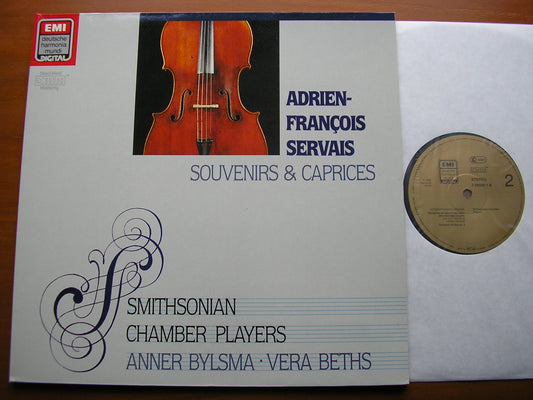 EMI
deutsche
harmonia
mundi
DIGITAL
ADRIEN-
FRANÇOIS
SERVAIS
SOUVENIRS & CAPRICES
SMITHSONIAN
CHAMBER PLAYERS
ANNER BYLSMA · VERA BETHS
EMI
STEREO
2